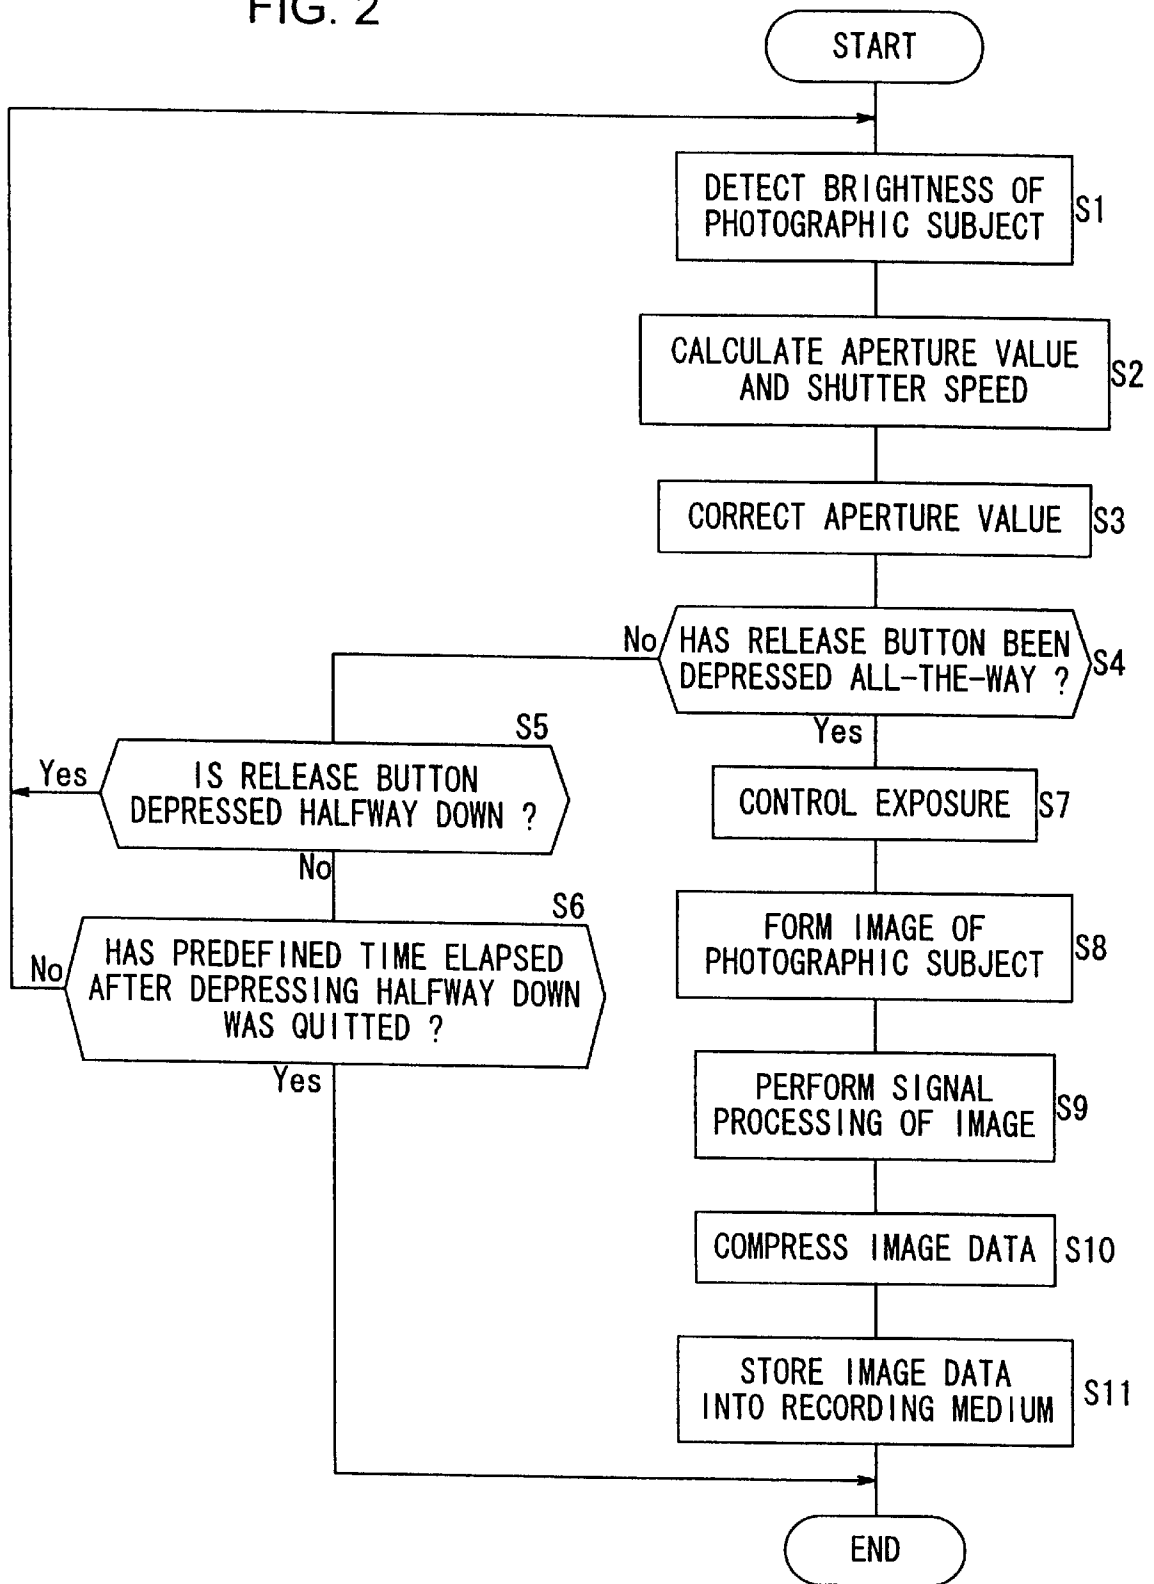 FIG. 2
START
DETECT BRIGHTNESS OF
PHOTOGRAPHIC SUBJECT
S1
CALCULATE APERTURE VALUE
AND SHUTTER SPEED
S2
CORRECT APERTURE VALUE
S3
No
HAS RELEASE BUTTON BEEN
DEPRESSED ALL-THE-WAY ?
S4
Yes
S5
Yes
IS RELEASE BUTTON
DEPRESSED HALFWAY DOWN ?
No
S6
No
HAS PREDEFINED TIME ELAPSED
AFTER DEPRESSING HALFWAY DOWN
WAS QUITTED ?
Yes
CONTROL EXPOSURE
S7
FORM IMAGE OF
PHOTOGRAPHIC SUBJECT
S8
PERFORM SIGNAL
PROCESSING OF IMAGE
S9
COMPRESS IMAGE DATA
S10
STORE IMAGE DATA
INTO RECORDING MEDIUM
S11
END